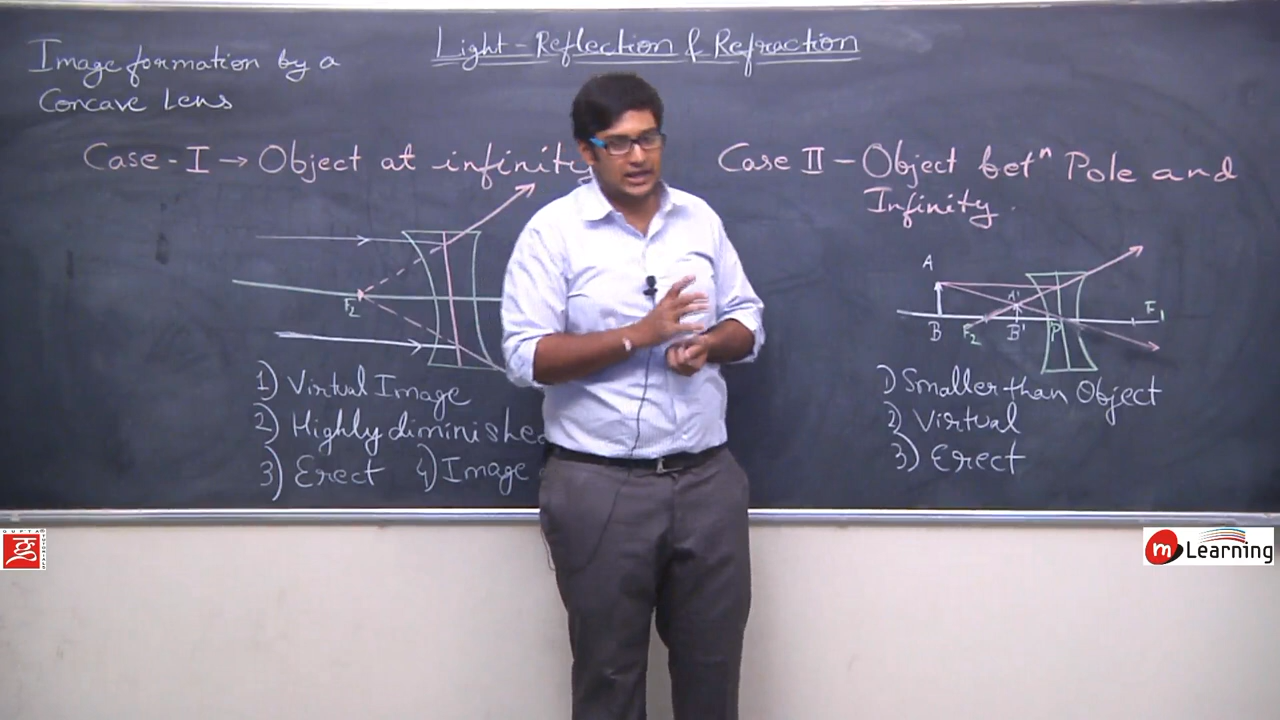 Light-Reflection & Refraction
Image formation by a
Concave Lens
Case-I → Object at infinity
F2
1) Virtual Image
2) Highly diminished
3) Erect 4) Image
Case II - Object betⁿ Pole and
Infinity.
A
A'
B
F2
B'
P
F1
1) Smaller than Object
2) Virtual
3) Erect
GUPTA TUTORIALS
m Learning